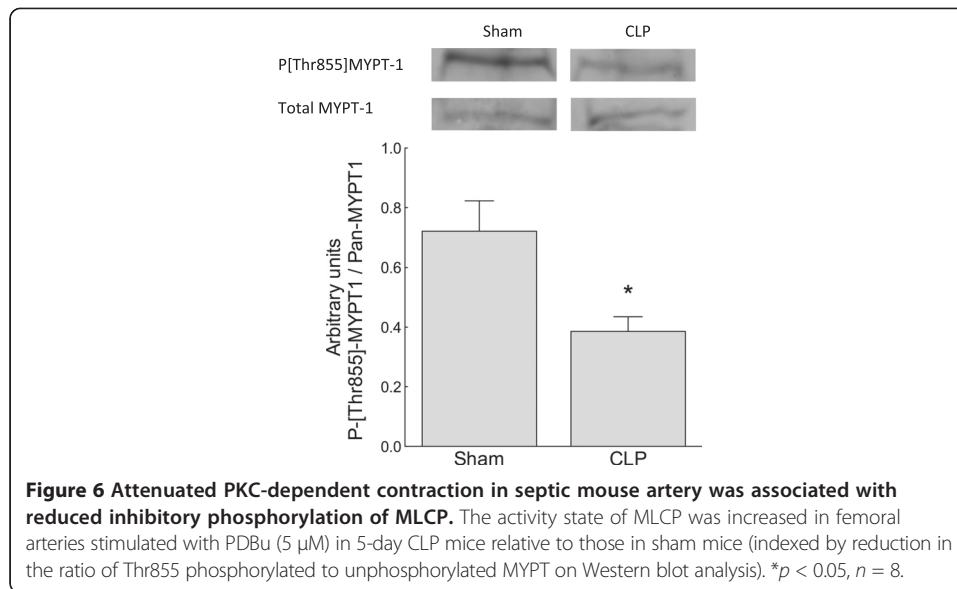 Sham CLP
P[Thr855]MYPT-1
Total MYPT-1
1.0
0.8
0.6
0.4
0.2
0.0
Arbitrary units
P-[Thr855]-MYPT1 / Pan-MYPT1
*
Sham CLP
Figure 6 Attenuated PKC-dependent contraction in septic mouse artery was associated with
reduced inhibitory phosphorylation of MLCP. The activity state of MLCP was increased in femoral
arteries stimulated with PDBu (5 μM) in 5-day CLP mice relative to those in sham mice (indexed by reduction in
the ratio of Thr855 phosphorylated to unphosphorylated MYPT on Western blot analysis). *p < 0.05, n = 8.